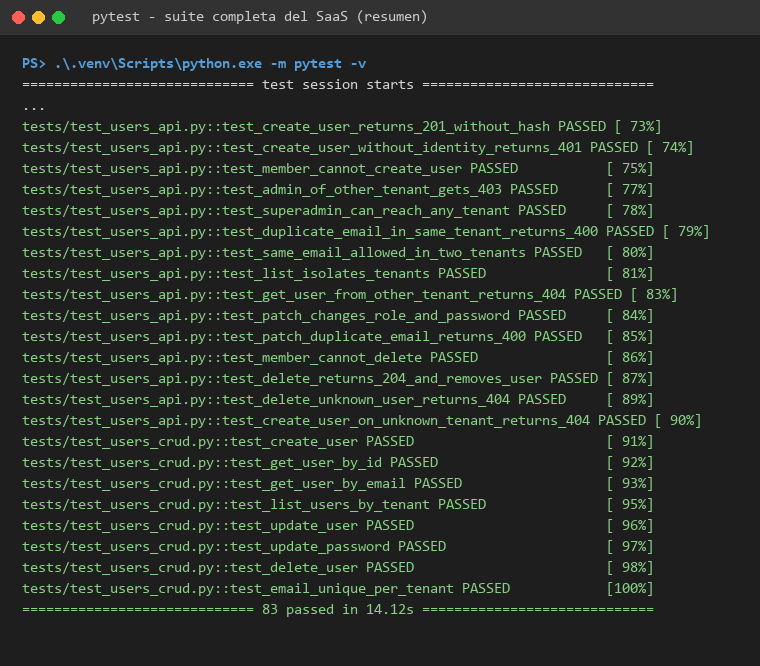 pytest - suite completa del SaaS (resumen)
PS> .\.venv\Scripts\python.exe -m pytest -v
============================= test session starts =============================
...
tests/test_users_api.py::test_create_user_returns_201_without_hash PASSED [ 73%]
tests/test_users_api.py::test_create_user_without_identity_returns_401 PASSED [ 74%]
tests/test_users_api.py::test_member_cannot_create_user PASSED           [ 75%]
tests/test_users_api.py::test_admin_of_other_tenant_gets_403 PASSED      [ 77%]
tests/test_users_api.py::test_superadmin_can_reach_any_tenant PASSED     [ 78%]
tests/test_users_api.py::test_duplicate_email_in_same_tenant_returns_400 PASSED [ 79%]
tests/test_users_api.py::test_same_email_allowed_in_two_tenants PASSED   [ 80%]
tests/test_users_api.py::test_list_isolates_tenants PASSED               [ 81%]
tests/test_users_api.py::test_get_user_from_other_tenant_returns_404 PASSED [ 83%]
tests/test_users_api.py::test_patch_changes_role_and_password PASSED     [ 84%]
tests/test_users_api.py::test_patch_duplicate_email_returns_400 PASSED   [ 85%]
tests/test_users_api.py::test_member_cannot_delete PASSED                [ 86%]
tests/test_users_api.py::test_delete_returns_204_and_removes_user PASSED [ 87%]
tests/test_users_api.py::test_delete_unknown_user_returns_404 PASSED     [ 89%]
tests/test_users_api.py::test_create_user_on_unknown_tenant_returns_404 PASSED [ 90%]
tests/test_users_crud.py::test_create_user PASSED                        [ 91%]
tests/test_users_crud.py::test_get_user_by_id PASSED                     [ 92%]
tests/test_users_crud.py::test_get_user_by_email PASSED                  [ 93%]
tests/test_users_crud.py::test_list_users_by_tenant PASSED               [ 95%]
tests/test_users_crud.py::test_update_user PASSED                        [ 96%]
tests/test_users_crud.py::test_update_password PASSED                    [ 97%]
tests/test_users_crud.py::test_delete_user PASSED                        [ 98%]
tests/test_users_crud.py::test_email_unique_per_tenant PASSED            [100%]
============================= 83 passed in 14.12s =============================